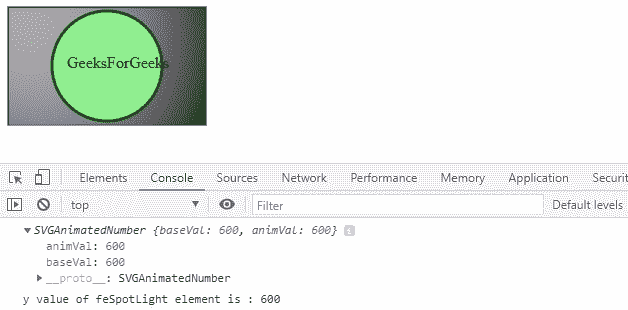 GeeksForGeeks
Elements Console Sources Network Performance Memory Application Securit
top Filter Default levels
SVGAnimatedNumber {baseVal: 600, animVal: 600} i
animVal: 600
baseVal: 600
__proto__: SVGAnimatedNumber
y value of feSpotLight element is : 600